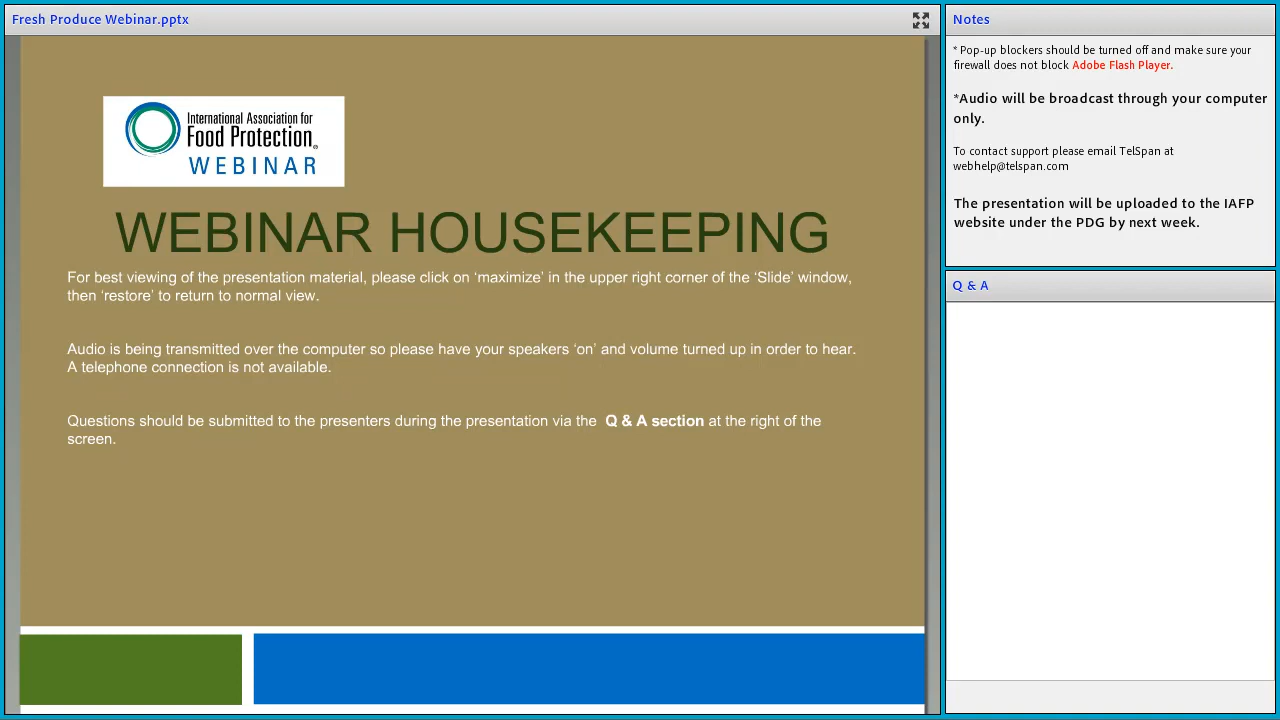 Fresh Produce Webinar.pptx
International Association for
Food Protection®
WEBINAR
WEBINAR HOUSEKEEPING
For best viewing of the presentation material, please click on ‘maximize’ in the upper right corner of the ‘Slide’ window,
then ‘restore’ to return to normal view.
Audio is being transmitted over the computer so please have your speakers ‘on’ and volume turned up in order to hear.
A telephone connection is not available.
Questions should be submitted to the presenters during the presentation via the Q & A section at the right of the
screen.
Notes
* Pop-up blockers should be turned off and make sure your
firewall does not block Adobe Flash Player.
*Audio will be broadcast through your computer
only.
To contact support please email TelSpan at
webhelp@telspan.com
The presentation will be uploaded to the IAFP
website under the PDG by next week.
Q & A